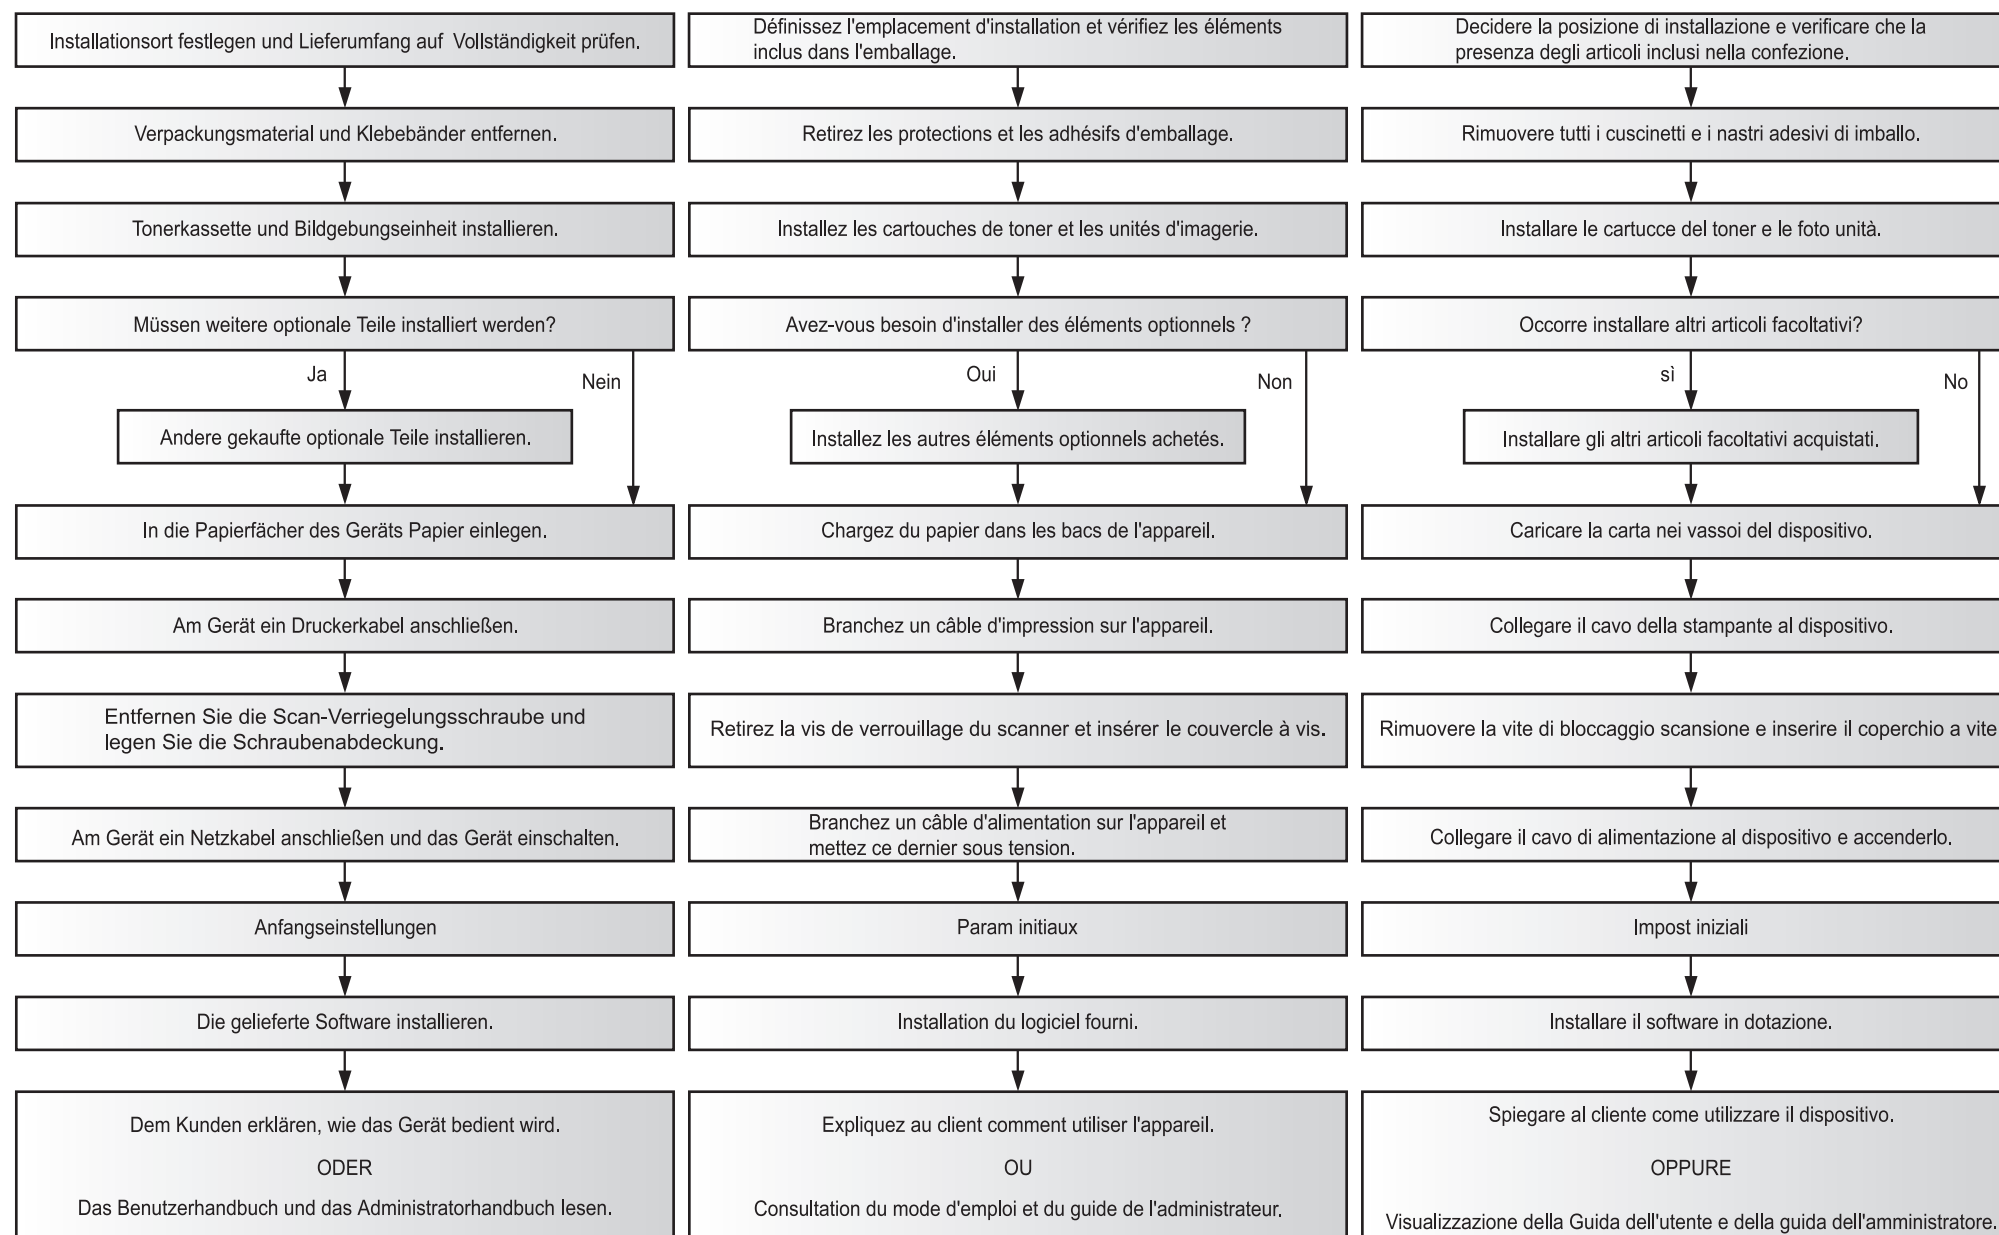 Installationsort festlegen und Lieferumfang auf Vollständigkeit prüfen.
Verpackungsmaterial und Klebebänder entfernen.
Tonerkassette und Bildgebungseinheit installieren.
Müssen weitere optionale Teile installiert werden?
Ja
Nein
Andere gekaufte optionale Teile installieren.
In die Papierfächer des Geräts Papier einlegen.
Am Gerät ein Druckerkabel anschließen.
Entfernen Sie die Scan-Verriegelungsschraube und
legen Sie die Schraubenabdeckung.
Am Gerät ein Netzkabel anschließen und das Gerät einschalten.
Anfangseinstellungen
Die gelieferte Software installieren.
Dem Kunden erklären, wie das Gerät bedient wird.
ODER
Das Benutzerhandbuch und das Administratorhandbuch lesen.
Définissez l'emplacement d'installation et vérifiez les éléments
inclus dans l'emballage.
Retirez les protections et les adhésifs d'emballage.
Installez les cartouches de toner et les unités d'imagerie.
Avez-vous besoin d'installer des éléments optionnels ?
Oui
Non
Installez les autres éléments optionnels achetés.
Chargez du papier dans les bacs de l'appareil.
Branchez un câble d'impression sur l'appareil.
Retirez la vis de verrouillage du scanner et insérer le couvercle à vis.
Branchez un câble d'alimentation sur l'appareil et
mettez ce dernier sous tension.
Param initiaux
Installation du logiciel fourni.
Expliquez au client comment utiliser l'appareil.
OU
Consultation du mode d'emploi et du guide de l'administrateur.
Decidere la posizione di installazione e verificare che la
presenza degli articoli inclusi nella confezione.
Rimuovere tutti i cuscinetti e i nastri adesivi di imballo.
Installare le cartucce del toner e le foto unità.
Occorre installare altri articoli facoltativi?
sì
No
Installare gli altri articoli facoltativi acquistati.
Caricare la carta nei vassoi del dispositivo.
Collegare il cavo della stampante al dispositivo.
Rimuovere la vite di bloccaggio scansione e inserire il coperchio a vite
Collegare il cavo di alimentazione al dispositivo e accenderlo.
Impost iniziali
Installare il software in dotazione.
Spiegare al cliente come utilizzare il dispositivo.
OPPURE
Visualizzazione della Guida dell'utente e della guida dell'amministratore.